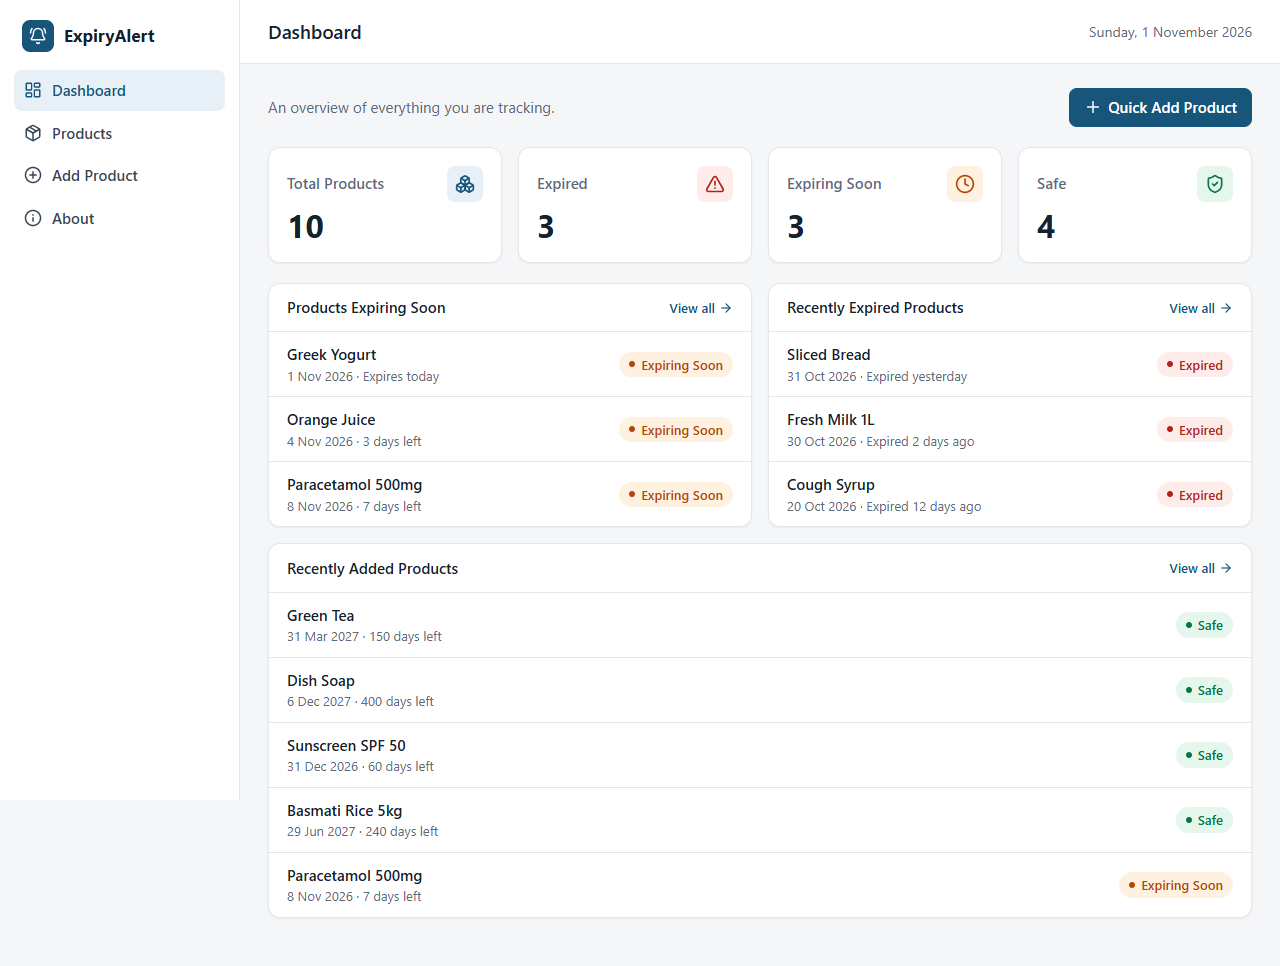 ExpiryAlert
Dashboard
Products
Add Product
About
Dashboard
Sunday, 1 November 2026
An overview of everything you are tracking.
Quick Add Product
Total Products
10
Expired
3
Expiring Soon
3
Safe
4
Products Expiring Soon
View all
Greek Yogurt
1 Nov 2026 · Expires today
Expiring Soon
Orange Juice
4 Nov 2026 · 3 days left
Expiring Soon
Paracetamol 500mg
8 Nov 2026 · 7 days left
Expiring Soon
Recently Expired Products
View all
Sliced Bread
31 Oct 2026 · Expired yesterday
Expired
Fresh Milk 1L
30 Oct 2026 · Expired 2 days ago
Expired
Cough Syrup
20 Oct 2026 · Expired 12 days ago
Expired
Recently Added Products
View all
Green Tea
31 Mar 2027 · 150 days left
Safe
Dish Soap
6 Dec 2027 · 400 days left
Safe
Sunscreen SPF 50
31 Dec 2026 · 60 days left
Safe
Basmati Rice 5kg
29 Jun 2027 · 240 days left
Safe
Paracetamol 500mg
8 Nov 2026 · 7 days left
Expiring Soon